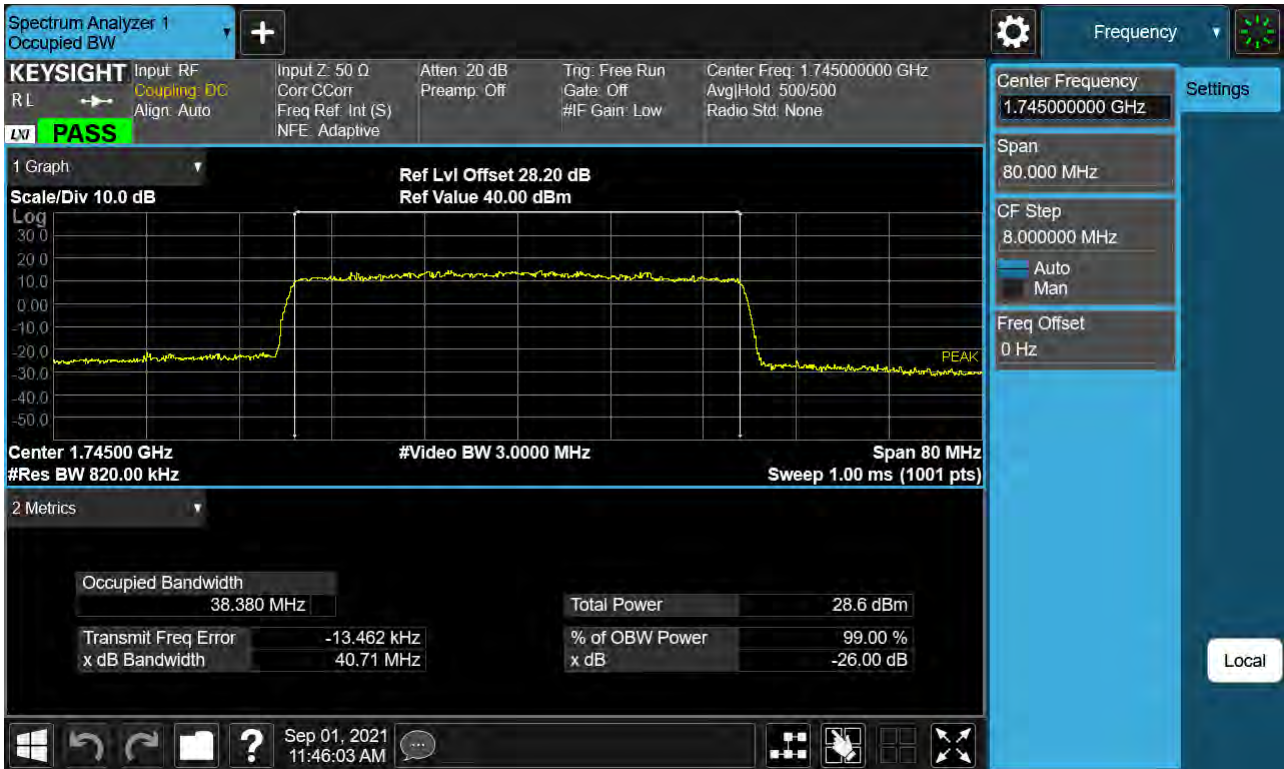 Spectrum Analyzer 1
Occupied BW
Frequency
KEYSIGHT
RL
LXI
PASS
Input: RF
Coupling: DC
Align: Auto
Input Z: 50 Ω
Corr CCorr
Freq Ref: Int (S)
NFE: Adaptive
Atten: 20 dB
Preamp: Off
Trig: Free Run
Gate: Off
#IF Gain: Low
Center Freq: 1.745000000 GHz
Avg|Hold: 500/500
Radio Std: None
1 Graph
Scale/Div 10.0 dB
Ref Lvl Offset 28.20 dB
Ref Value 40.00 dBm
Log
30.0
20.0
10.0
0.00
-10.0
-20.0
-30.0
-40.0
-50.0
PEAK
Center 1.74500 GHz
#Video BW 3.0000 MHz
Span 80 MHz
#Res BW 820.00 kHz
Sweep 1.00 ms (1001 pts)
2 Metrics
Occupied Bandwidth
38.380 MHz
Transmit Freq Error -13.462 kHz
x dB Bandwidth 40.71 MHz
Total Power 28.6 dBm
% of OBW Power 99.00 %
x dB -26.00 dB
Center Frequency
1.745000000 GHz
Span
80.000 MHz
CF Step
8.000000 MHz
Auto
Man
Freq Offset
0 Hz
Settings
Local
?
Sep 01, 2021
11:46:03 AM